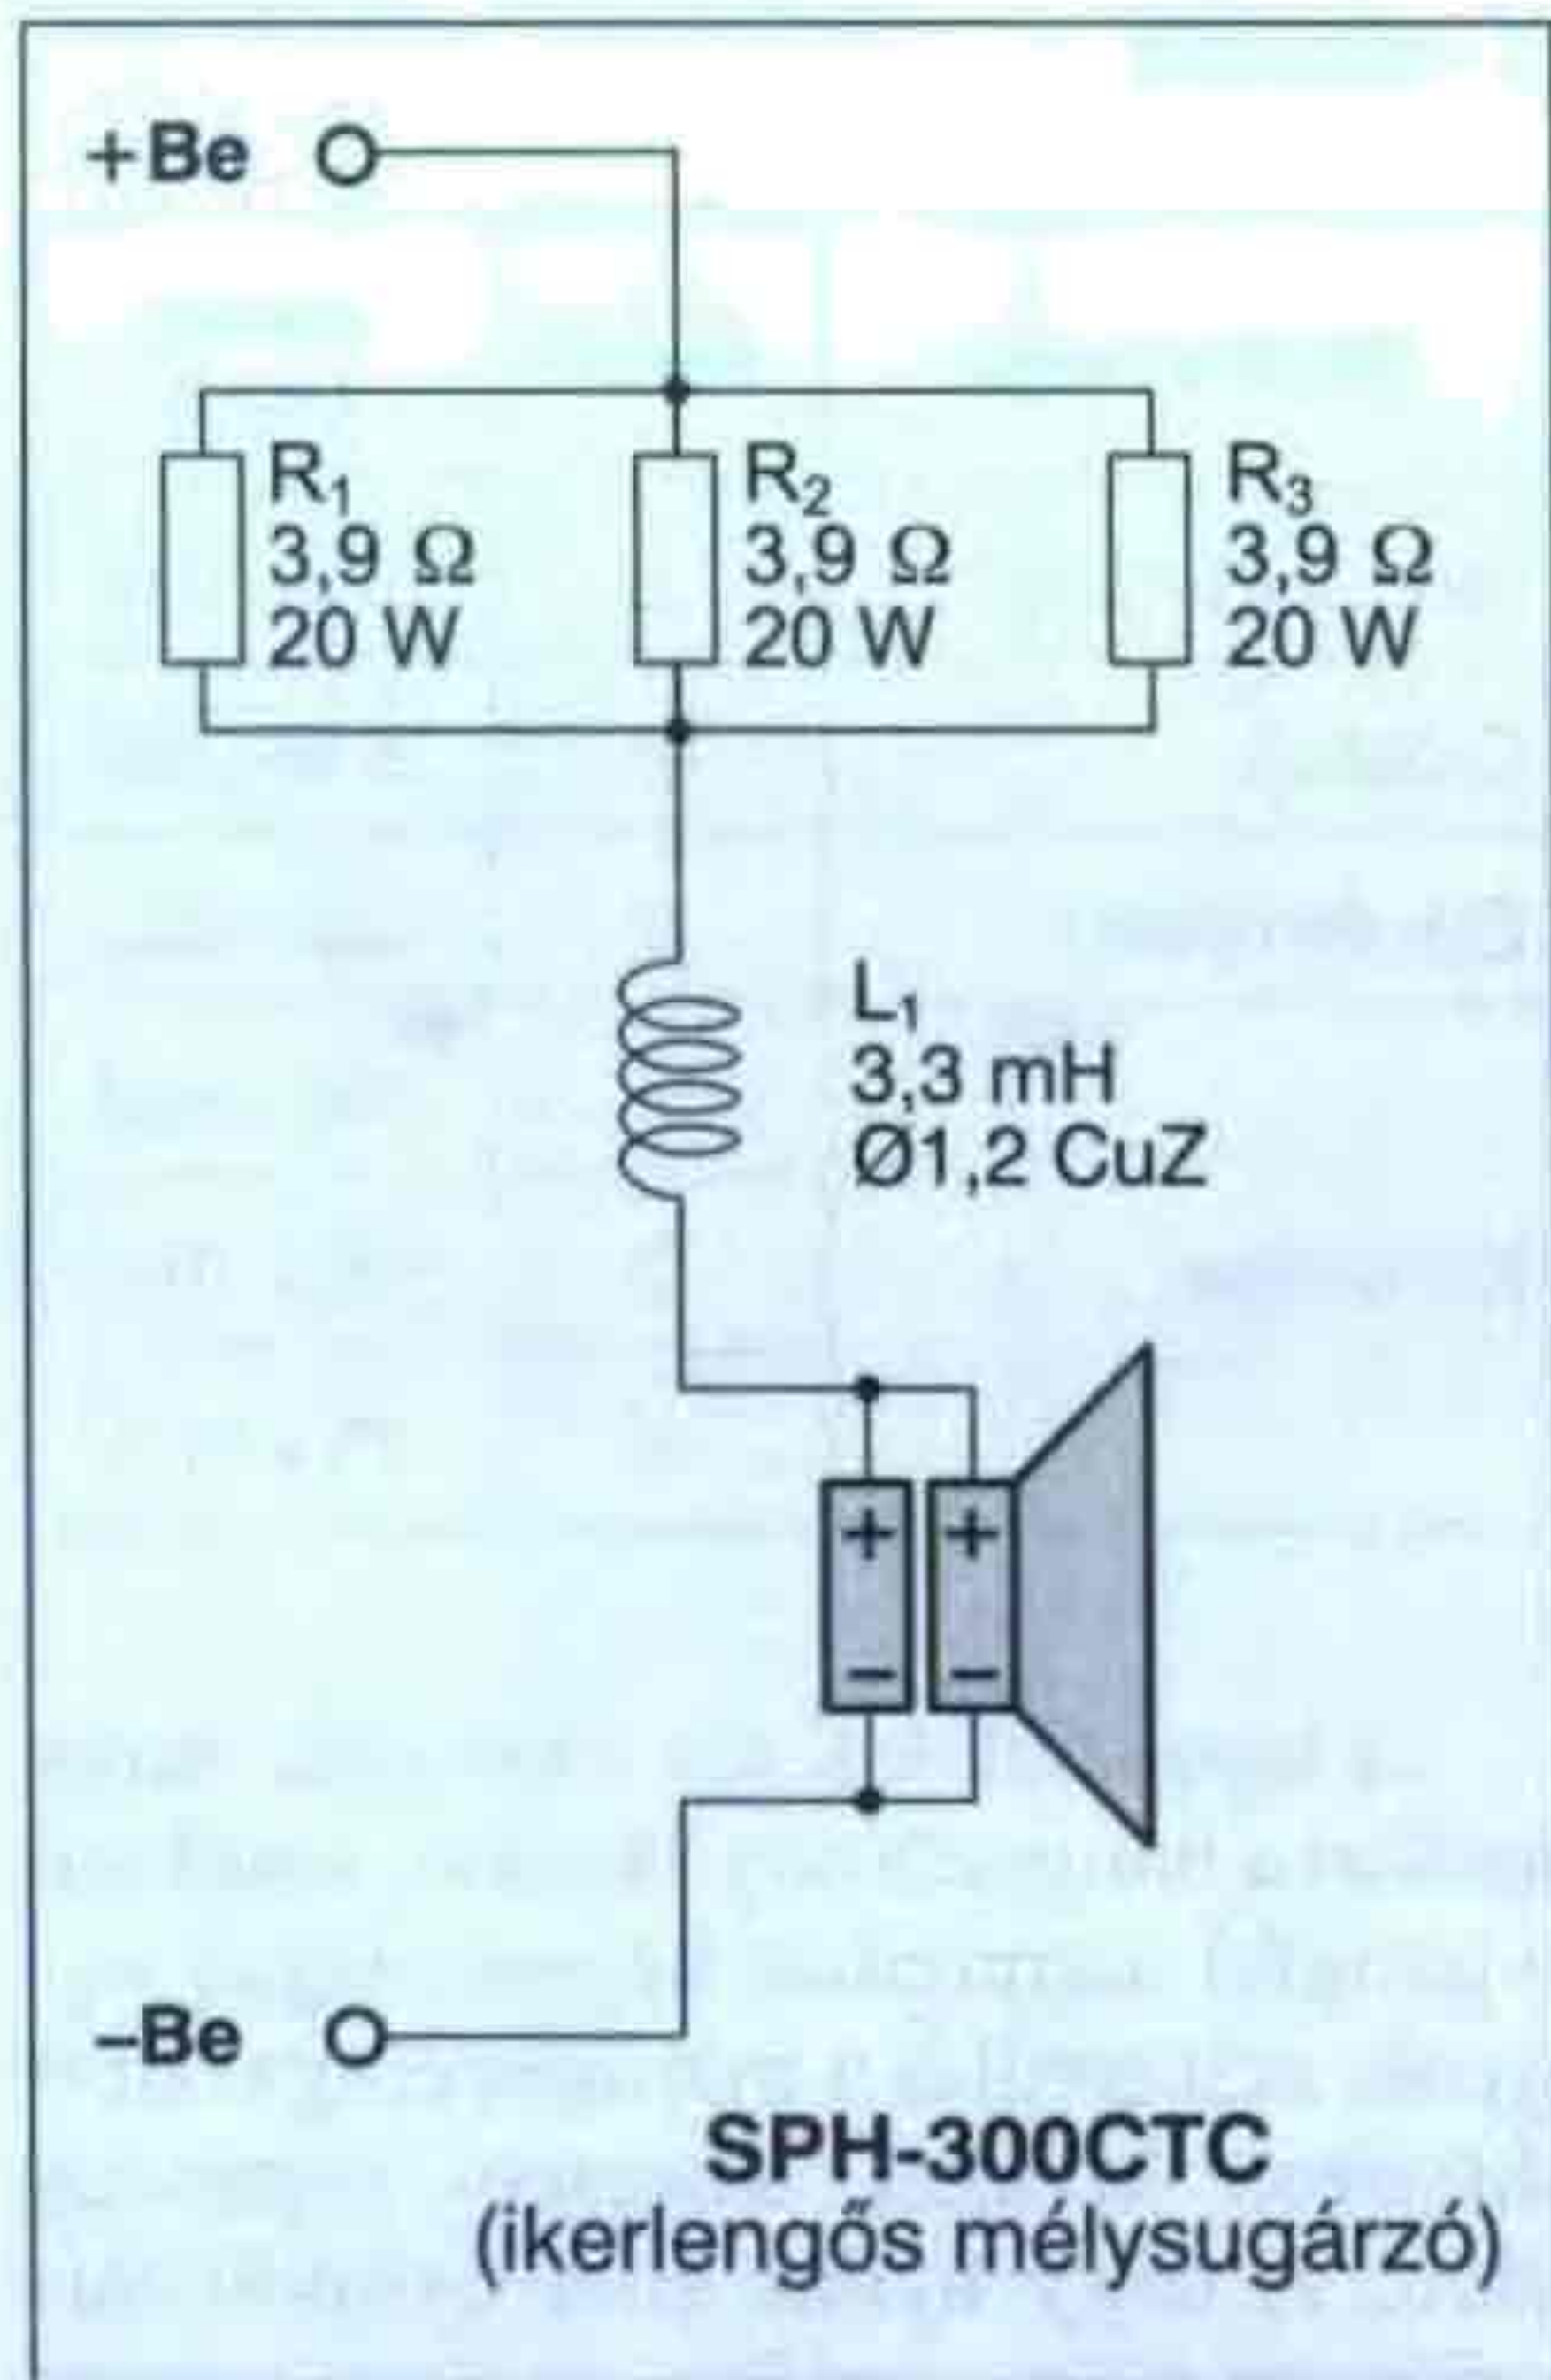 +Be
R₁
3,9 Ω
20 W
R₂
3,9 Ω
20 W
R₃
3,9 Ω
20 W
L₁
3,3 mH
Ø1,2 CuZ
+ +
– –
–Be
SPH-300CTC
(ikerlengős mélysugárzó)